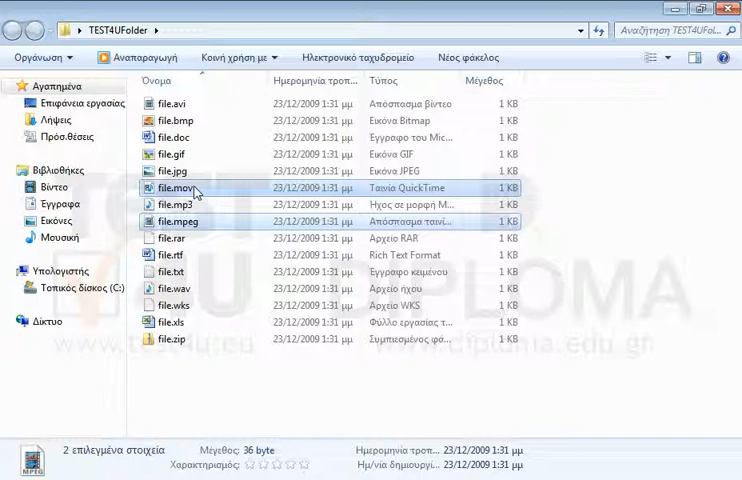 TEST4UFolder
Αναζήτηση TEST4UFol...
Οργάνωση Αναπαραγωγή Κοινή χρήση με Ηλεκτρονικό ταχυδρομείο Νέος φάκελος
Αγαπημένα
Επιφάνεια εργασίας
Λήψεις
Πρόσ.θέσεις
Βιβλιοθήκες
Βίντεο
Έγγραφα
Εικόνες
Μουσική
Υπολογιστής
Τοπικός δίσκος (C:)
Δίκτυο
Όνομα Ημερομηνία τροπ... Τύπος Μέγεθος
file.avi 23/12/2009 1:31 μμ Απόσπασμα βίντεο 1 KB
file.bmp 23/12/2009 1:31 μμ Εικόνα Bitmap 1 KB
file.doc 23/12/2009 1:31 μμ Έγγραφο του Mic... 1 KB
file.gif 23/12/2009 1:31 μμ Εικόνα GIF 1 KB
file.jpg 23/12/2009 1:31 μμ Εικόνα JPEG 1 KB
file.mov 23/12/2009 1:31 μμ Ταινία QuickTime 1 KB
file.mp3 23/12/2009 1:31 μμ Ήχος σε μορφή M... 1 KB
file.mpeg 23/12/2009 1:31 μμ Απόσπασμα ταινί... 1 KB
file.rar 23/12/2009 1:31 μμ Αρχείο RAR 1 KB
file.rtf 23/12/2009 1:31 μμ Rich Text Format 1 KB
file.txt 23/12/2009 1:31 μμ Έγγραφο κειμένου 1 KB
file.wav 23/12/2009 1:31 μμ Αρχείο ήχου 1 KB
file.wks 23/12/2009 1:31 μμ Αρχείο WKS 1 KB
file.xls 23/12/2009 1:31 μμ Φύλλο εργασίας τ... 1 KB
file.zip 23/12/2009 1:31 μμ Συμπιεσμένος φά... 1 KB
TEST
4U DIPLOMA
www.test4u.eu www.diploma.edu.gr
2 επιλεγμένα στοιχεία Μέγεθος: 36 byte Ημερομηνία τροπ... 23/12/2009 1:31 μμ
Χαρακτηρισμός: Ημ/νία δημιουργί... 23/12/2009 1:31 μμ
MPEG